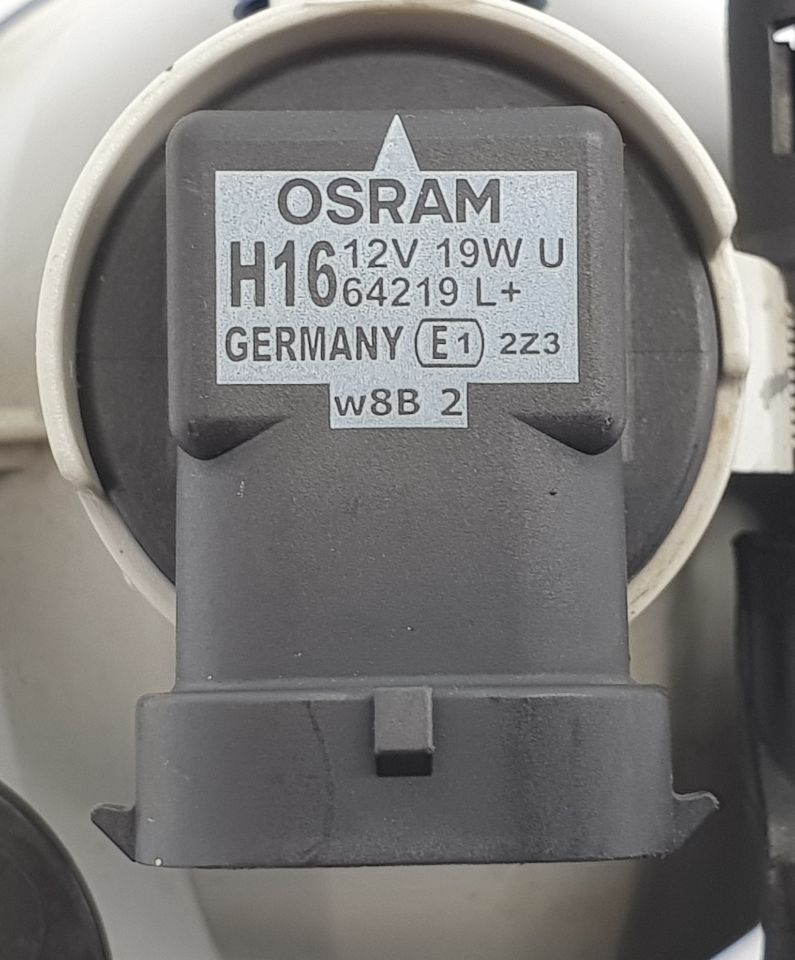 OSRAM
H16 12V 19W U
64219 L+
GERMANY E1 2Z3
w8B 2